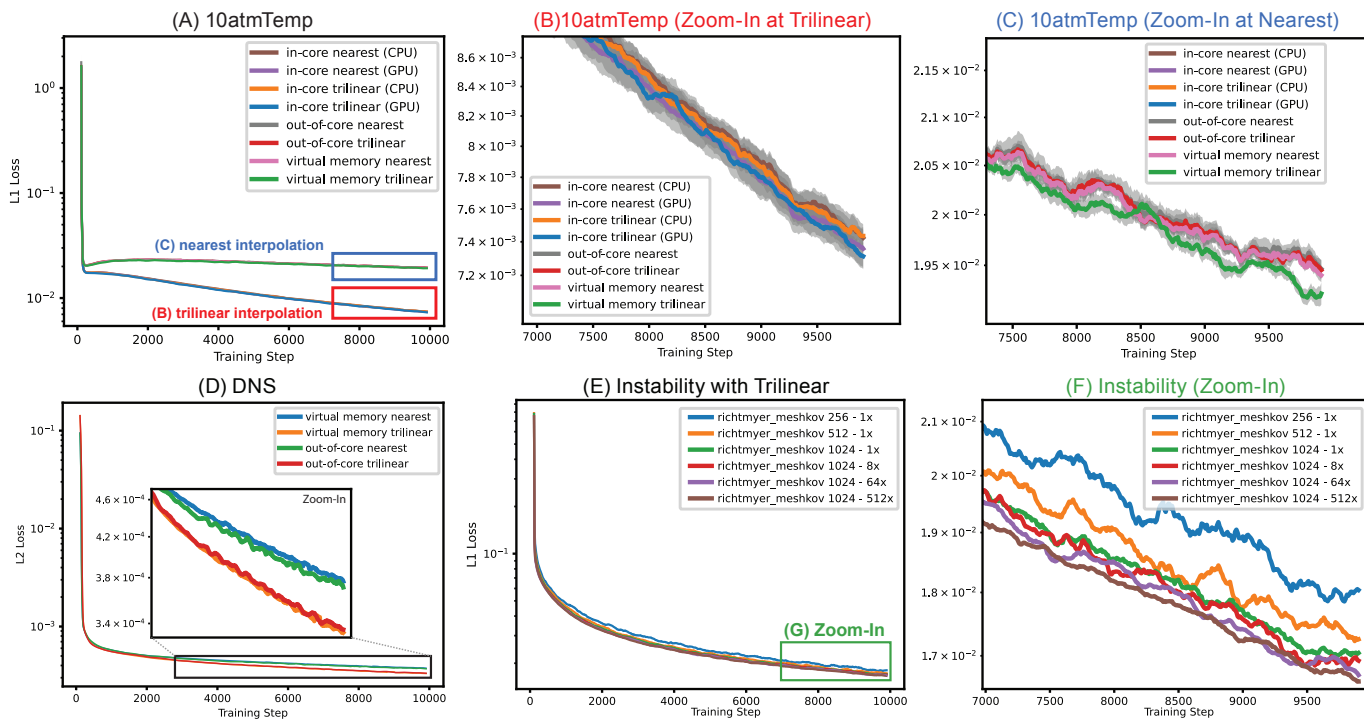 (A) 10atmTemp
(B)10atmTemp (Zoom-In at Trilinear)
(C) 10atmTemp (Zoom-In at Nearest)
L1 Loss
10⁰
10⁻¹
10⁻²
in-core nearest (CPU)
in-core nearest (GPU)
in-core trilinear (CPU)
in-core trilinear (GPU)
out-of-core nearest
out-of-core trilinear
virtual memory nearest
virtual memory trilinear
(C) nearest interpolation
(B) trilinear interpolation
0 2000 4000 6000 8000 10000
Training Step
8.6 × 10⁻³
8.4 × 10⁻³
8.2 × 10⁻³
8 × 10⁻³
7.8 × 10⁻³
7.6 × 10⁻³
7.4 × 10⁻³
7.2 × 10⁻³
in-core nearest (CPU)
in-core nearest (GPU)
in-core trilinear (CPU)
in-core trilinear (GPU)
out-of-core nearest
out-of-core trilinear
virtual memory nearest
virtual memory trilinear
7000 7500 8000 8500 9000 9500
Training Step
2.15 × 10⁻²
2.1 × 10⁻²
2.05 × 10⁻²
2 × 10⁻²
1.95 × 10⁻²
in-core nearest (CPU)
in-core nearest (GPU)
in-core trilinear (CPU)
in-core trilinear (GPU)
out-of-core nearest
out-of-core trilinear
virtual memory nearest
virtual memory trilinear
7500 8000 8500 9000 9500
Training Step
(D) DNS
(E) Instability with Trilinear
(F) Instability (Zoom-In)
L2 Loss
10⁻¹
10⁻²
10⁻³
virtual memory nearest
virtual memory trilinear
out-of-core nearest
out-of-core trilinear
Zoom-In
4,6 × 10⁻⁴
4.2 × 10⁻⁴
3.8 × 10⁻⁴
3.4 × 10⁻⁴
0 2000 4000 6000 8000 10000
Training Step
L1 Loss
10⁻¹
richtmyer_meshkov 256 - 1x
richtmyer_meshkov 512 - 1x
richtmyer_meshkov 1024 - 1x
richtmyer_meshkov 1024 - 8x
richtmyer_meshkov 1024 - 64x
richtmyer_meshkov 1024 - 512x
(G) Zoom-In
0 2000 4000 6000 8000 10000
Training Step
2.1 × 10⁻²
2 × 10⁻²
1.9 × 10⁻²
1.8 × 10⁻²
1.7 × 10⁻²
richtmyer_meshkov 256 - 1x
richtmyer_meshkov 512 - 1x
richtmyer_meshkov 1024 - 1x
richtmyer_meshkov 1024 - 8x
richtmyer_meshkov 1024 - 64x
richtmyer_meshkov 1024 - 512x
7000 7500 8000 8500 9000 9500
Training Step